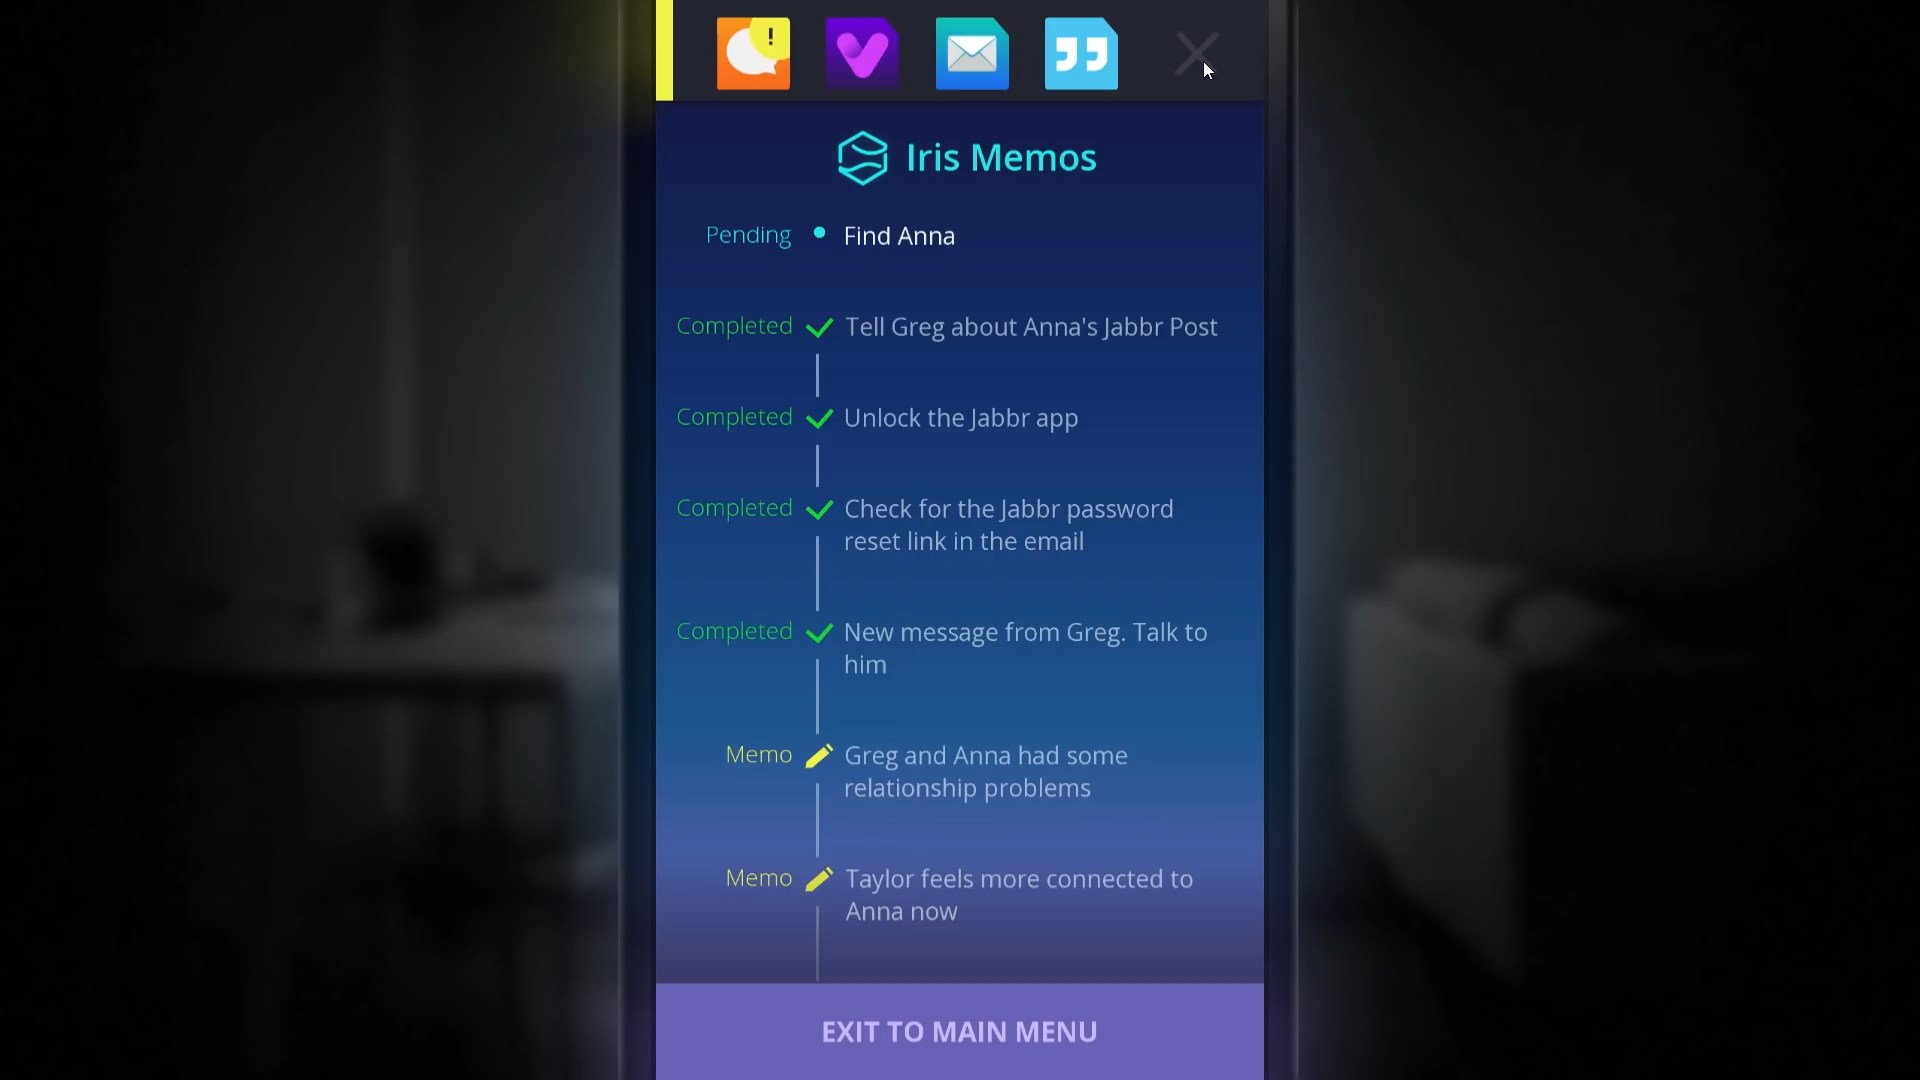 !
Iris Memos
Pending
Find Anna
Completed
Tell Greg about Anna's Jabbr Post
Completed
Unlock the Jabbr app
Completed
Check for the Jabbr password
reset link in the email
Completed
New message from Greg. Talk to
him
Memo
Greg and Anna had some
relationship problems
Memo
Taylor feels more connected to
Anna now
EXIT TO MAIN MENU